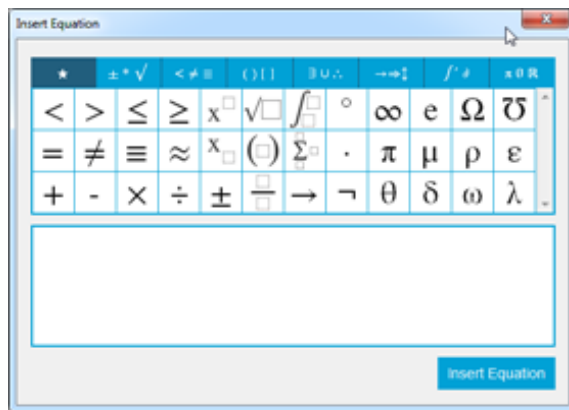 Insert Equation
★ ± * √ < ≠ ≡ ( ) [ ] ∃ ∪ ∴ → ⇒ ↕ ∫ ′ ∂ π 0 ℝ
< > ≤ ≥ x□ √□ ∫□ ° ∞ e Ω ℧
= ≠ ≡ ≈ x□ (□) Σ□ · π μ ρ ε
+ - × ÷ ± □/□ → ¬ θ δ ω λ
Insert Equation